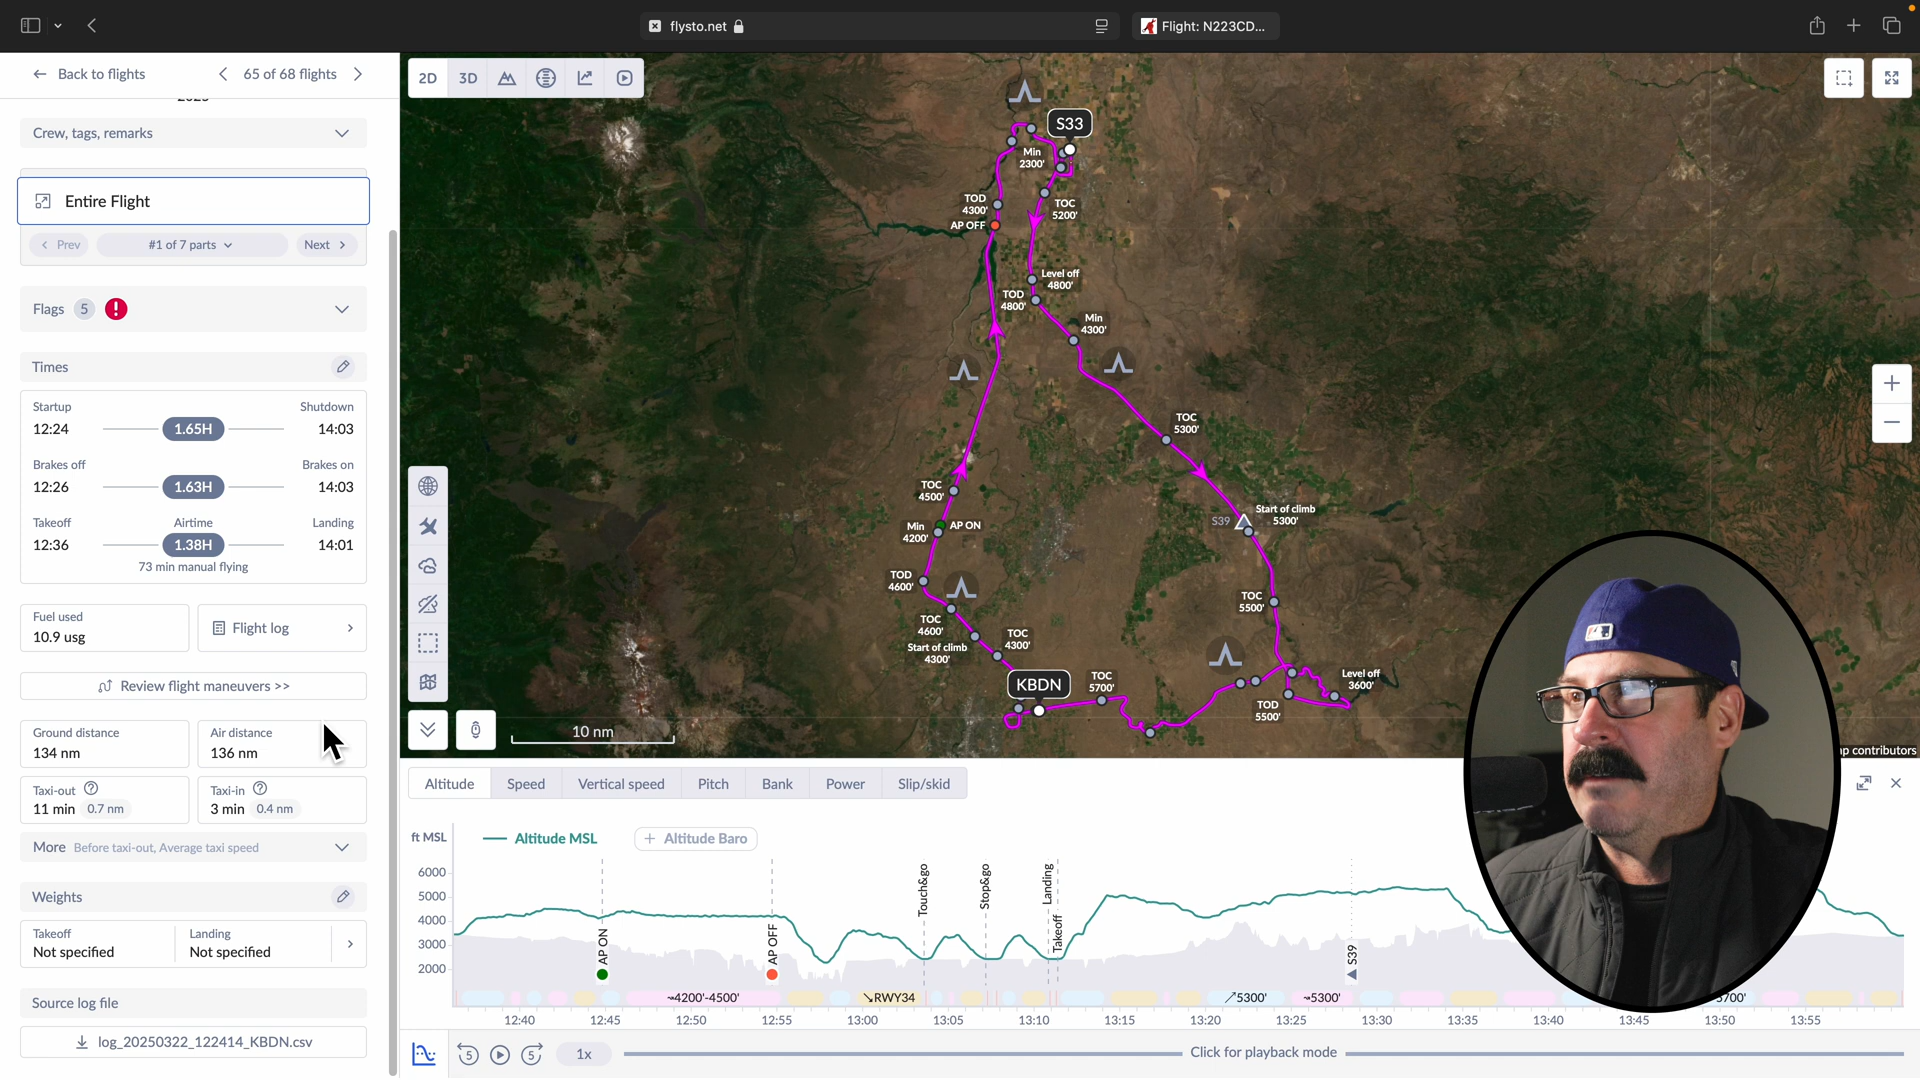 flysto.net
Flight: N223CD...
Back to flights
65 of 68 flights
2025
Crew, tags, remarks
Entire Flight
Prev
#1 of 7 parts
Next
Flags 5
Times
Startup
Shutdown
12:24
1.65H
14:03
Brakes off
Brakes on
12:26
1.63H
14:03
Takeoff
Airtime
Landing
12:36
1.38H
14:01
73 min manual flying
Fuel used
10.9 usg
Flight log
Review flight maneuvers >>
Ground distance
134 nm
Air distance
136 nm
Taxi-out
11 min 0.7 nm
Taxi-in
3 min 0.4 nm
More Before taxi-out, Average taxi speed
Weights
Takeoff
Not specified
Landing
Not specified
Source log file
log_20250322_122414_KBDN.csv
2D
3D
S33
Min
2300'
TOD
4300'
AP OFF
TOC
5200'
Level off
4800'
TOD
4800'
Min
4300'
TOC
5300'
TOC
4500'
Min
4200'
AP ON
S39
Start of climb
5300'
TOD
4600'
TOC
5500'
TOC
4600'
Start of climb
4300'
TOC
4300'
KBDN
TOC
5700'
Level off
3600'
TOD
5500'
10 nm
p contributors
Altitude
Speed
Vertical speed
Pitch
Bank
Power
Slip/skid
ft MSL
Altitude MSL
+ Altitude Baro
6000
5000
4000
3000
2000
AP ON
AP OFF
Touch&go
Stop&go
Landing
Takeoff
S39
4200'-4500'
RWY34
5300'
5300'
5700'
12:40
12:45
12:50
12:55
13:00
13:05
13:10
13:15
13:20
13:25
13:30
13:35
13:40
13:45
13:50
13:55
5
5
1x
Click for playback mode